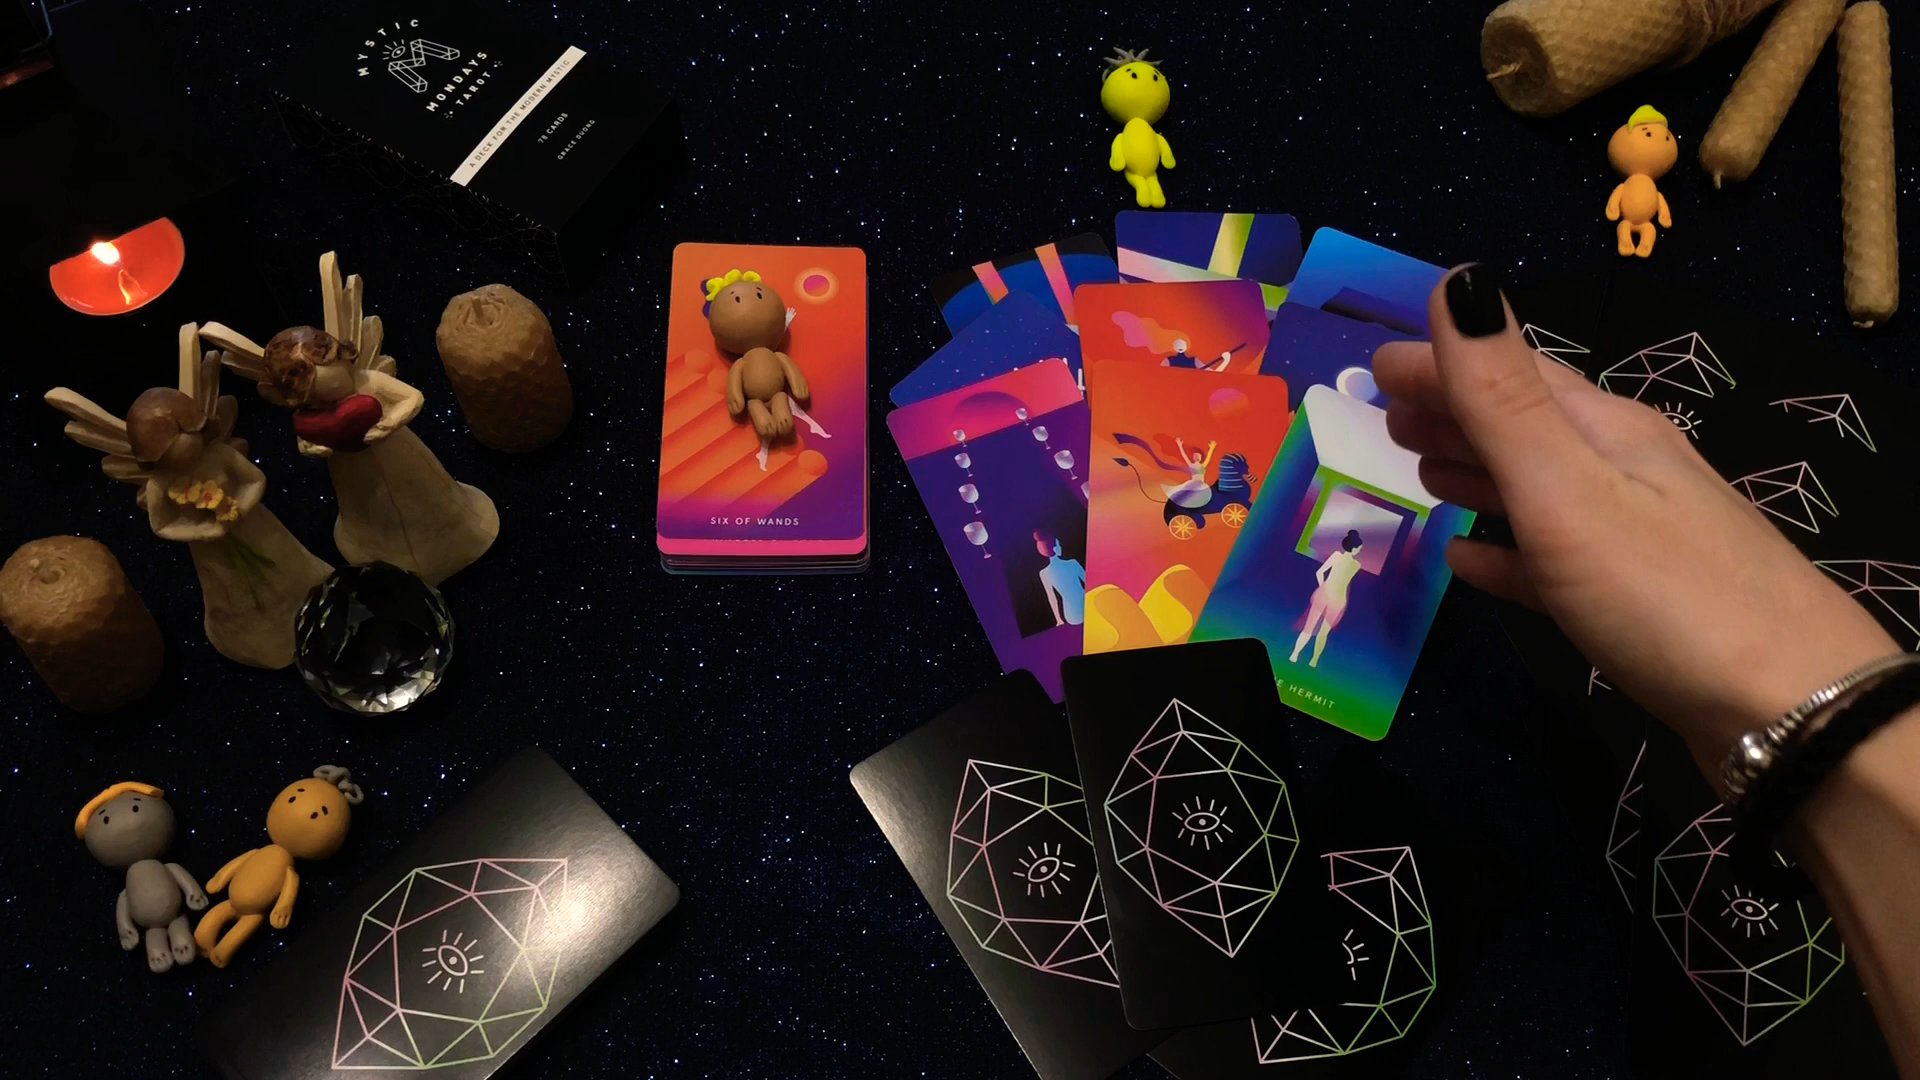 MYSTIC
MONDAYS
TAROT
A DECK FOR THE MODERN MYSTIC
78 CARDS
GRACE DUONG
SIX OF WANDS
HERMIT